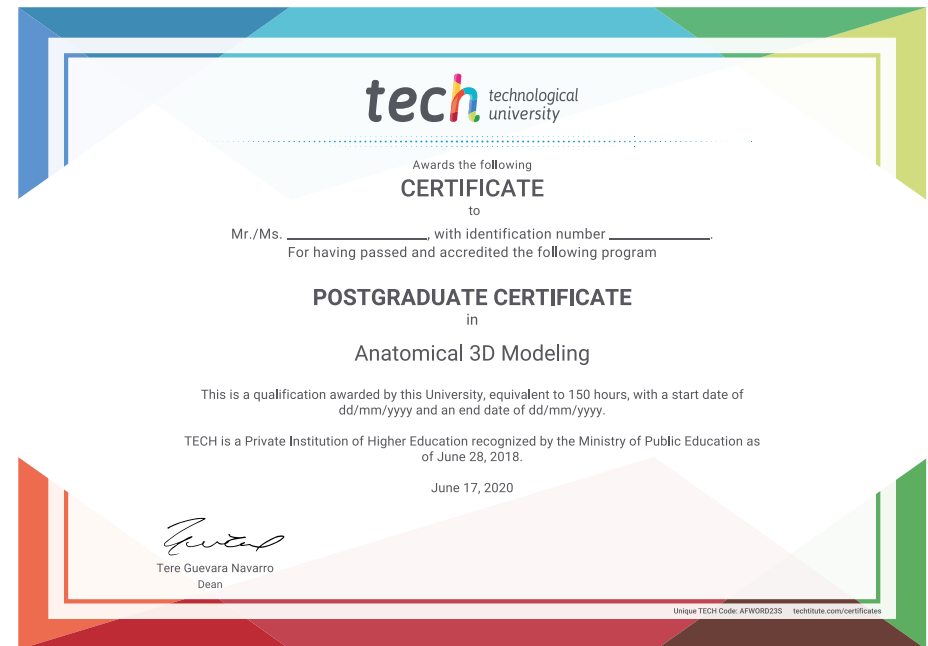 tech technological
university
Awards the following
CERTIFICATE
to
Mr./Ms. ____________________, with identification number ______________.
For having passed and accredited the following program
POSTGRADUATE CERTIFICATE
in
Anatomical 3D Modeling
This is a qualification awarded by this University, equivalent to 150 hours, with a start date of
dd/mm/yyyy and an end date of dd/mm/yyyy.
TECH is a Private Institution of Higher Education recognized by the Ministry of Public Education as
of June 28, 2018.
June 17, 2020
Tere Guevara Navarro
Dean
Unique TECH Code: AFWORD23S techtitute.com/certificates